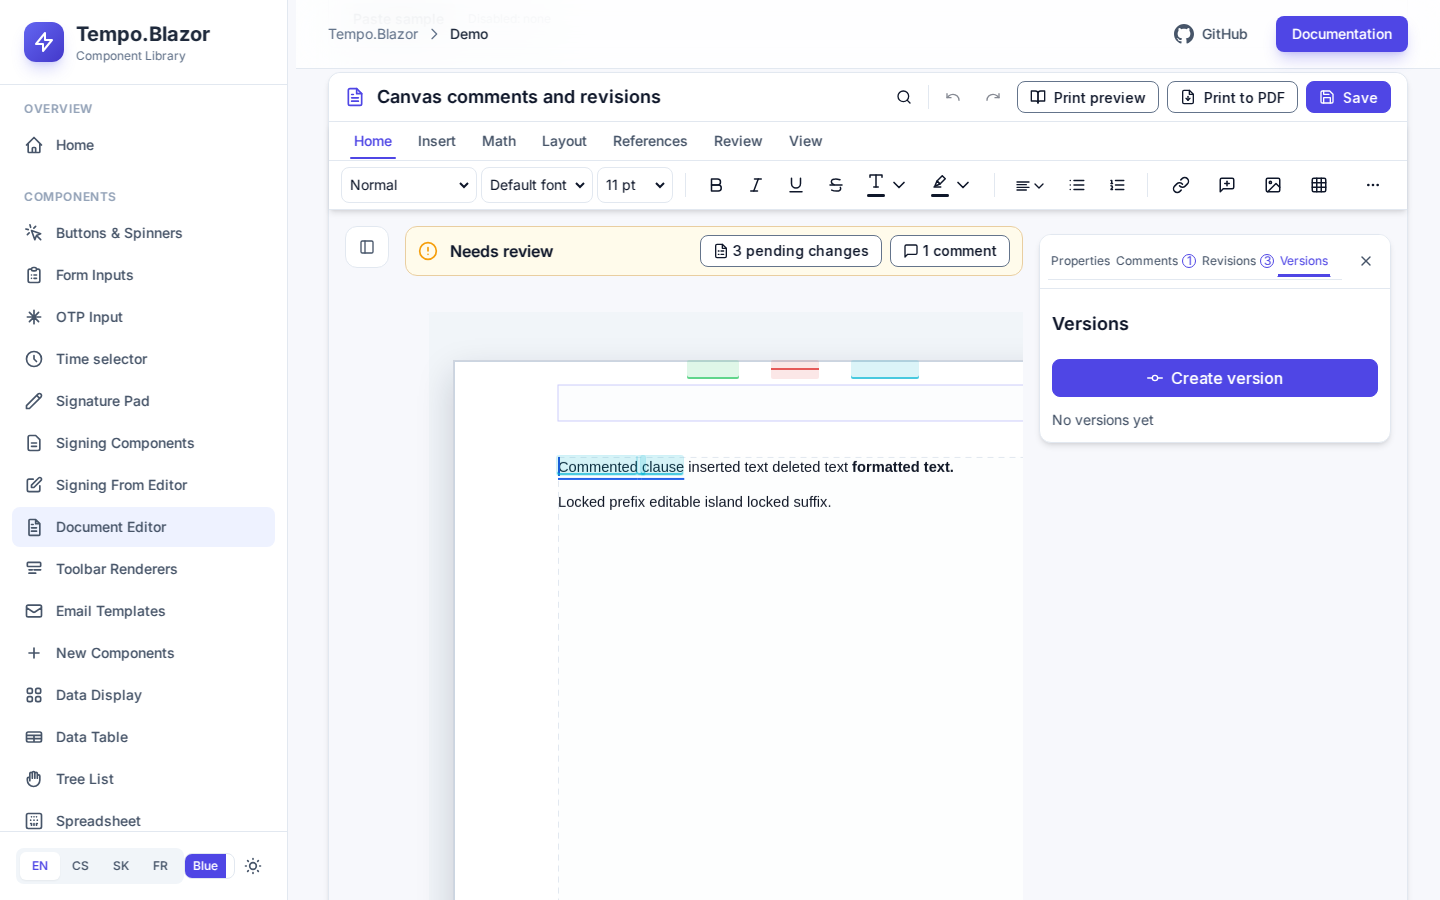 Tempo.Blazor
Component Library
OVERVIEW
Home
COMPONENTS
Buttons & Spinners
Form Inputs
OTP Input
Time selector
Signature Pad
Signing Components
Signing From Editor
Document Editor
Toolbar Renderers
Email Templates
New Components
Data Display
Data Table
Tree List
Spreadsheet
EN CS SK FR Blue
Tempo.Blazor > Demo
GitHub
Documentation
Canvas comments and revisions
Print preview
Print to PDF
Save
Home Insert Math Layout References Review View
Normal Default font 11 pt
Needs review
3 pending changes
1 comment
Commented clause inserted text deleted text formatted text.
Locked prefix editable island locked suffix.
Properties Comments 1 Revisions 3 Versions
Versions
Create version
No versions yet